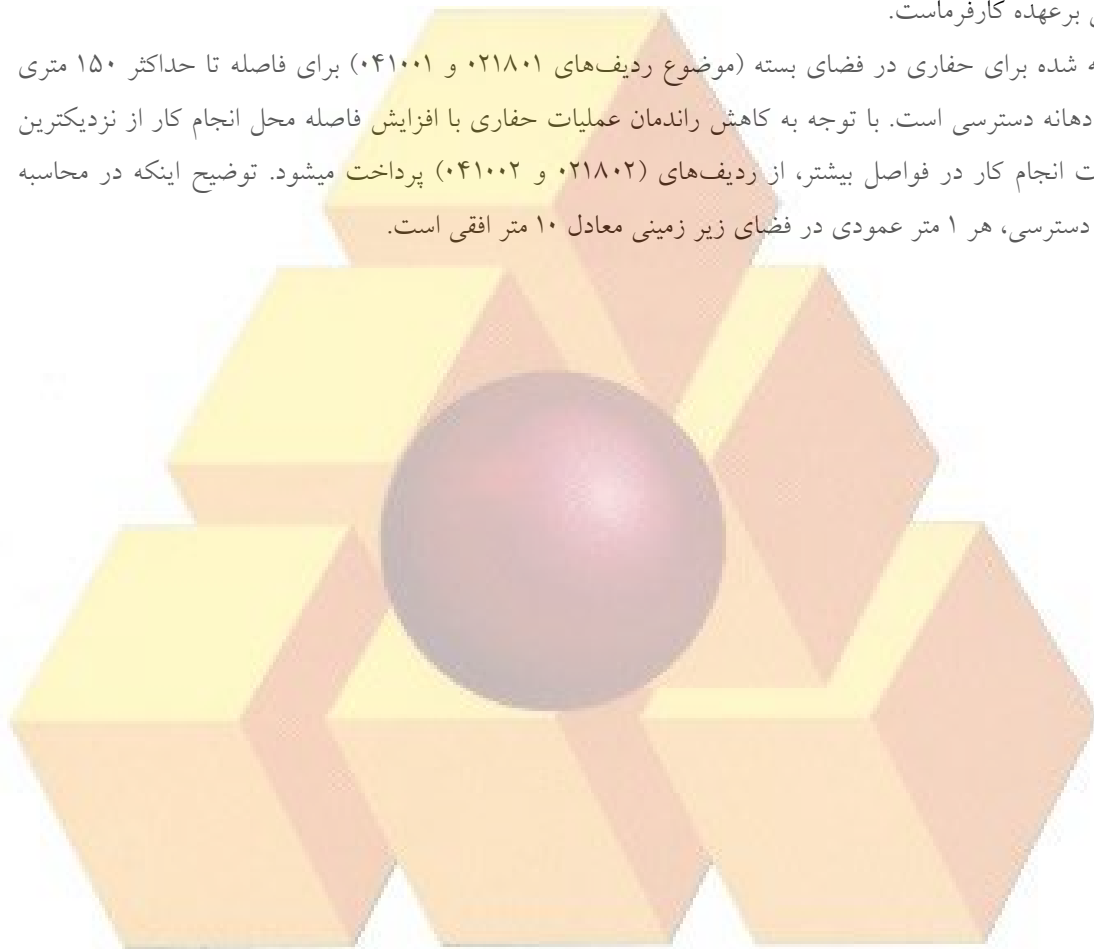 برعهده کارفرماست.
شده برای حفاری در فضای بسته (موضوع ردیف‌های ۰۲۱۸۰۱ و ۰۴۱۰۰۱) برای فاصله تا حداکثر ۱۵۰ متری
دهانه دسترسی است. با توجه به کاهش راندمان عملیات حفاری با افزایش فاصله محل انجام کار از نزدیکترین
انجام کار در فواصل بیشتر، از ردیف‌های (۰۲۱۸۰۲ و ۰۴۱۰۰۲) پرداخت میشود. توضیح اینکه در محاسبه
دسترسی، هر ۱ متر عمودی در فضای زیر زمینی معادل ۱۰ متر افقی است.